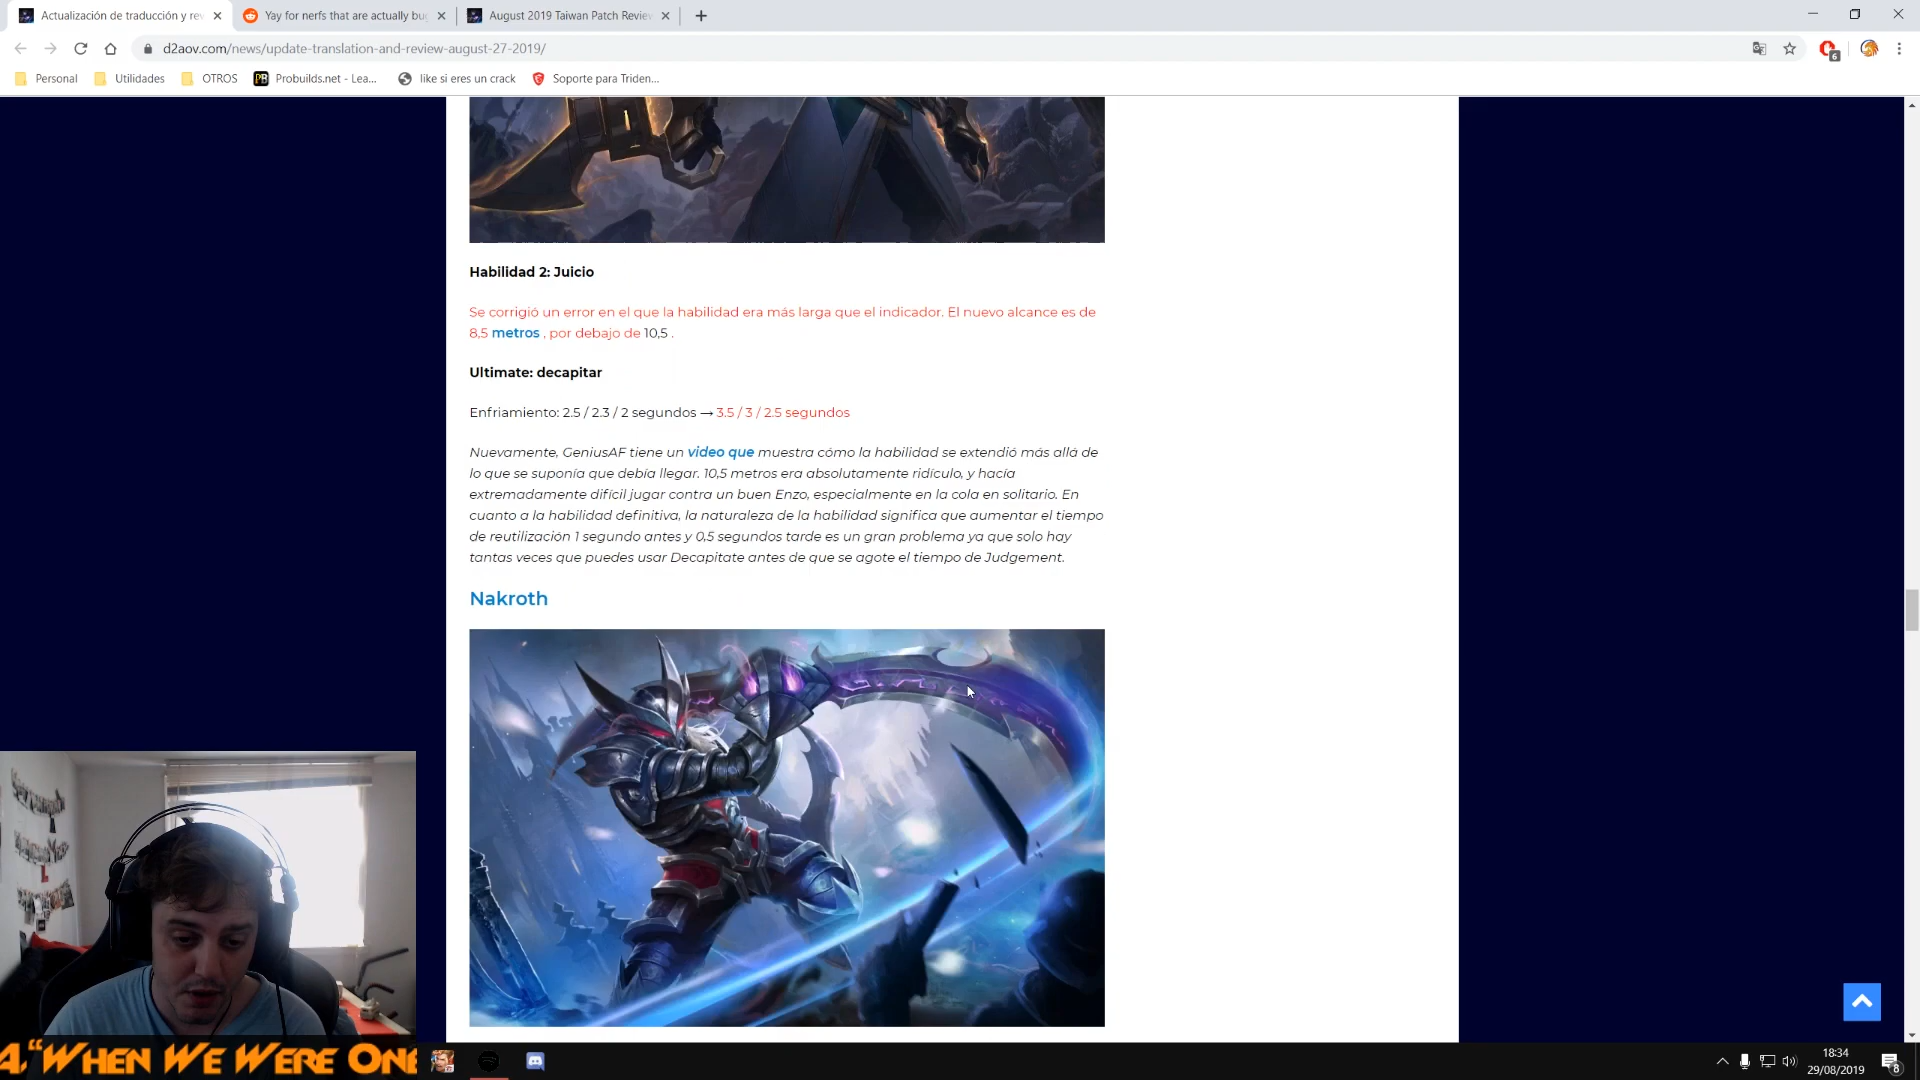 Actualización de traducción y rev
Yay for nerfs that are actually bug
August 2019 Taiwan Patch Review
d2aov.com/news/update-translation-and-review-august-27-2019/
6
Personal
Utilidades
OTROS
PB
Probuilds.net - Lea...
like si eres un crack
Soporte para Triden...
Habilidad 2: Juicio
Se corrigió un error en el que la habilidad era más larga que el indicador. El nuevo alcance es de
8,5 metros , por debajo de 10,5 .
Ultimate: decapitar
Enfriamiento: 2.5 / 2.3 / 2 segundos → 3.5 / 3 / 2.5 segundos
Nuevamente, GeniusAF tiene un video que muestra cómo la habilidad se extendió más allá de
lo que se suponía que debía llegar. 10,5 metros era absolutamente ridículo, y hacía
extremadamente difícil jugar contra un buen Enzo, especialmente en la cola en solitario. En
cuanto a la habilidad definitiva, la naturaleza de la habilidad significa que aumentar el tiempo
de reutilización 1 segundo antes y 0,5 segundos tarde es un gran problema ya que solo hay
tantas veces que puedes usar Decapitate antes de que se agote el tiempo de Judgement.
Nakroth
4. "When We Were One
18:34
29/08/2019
8